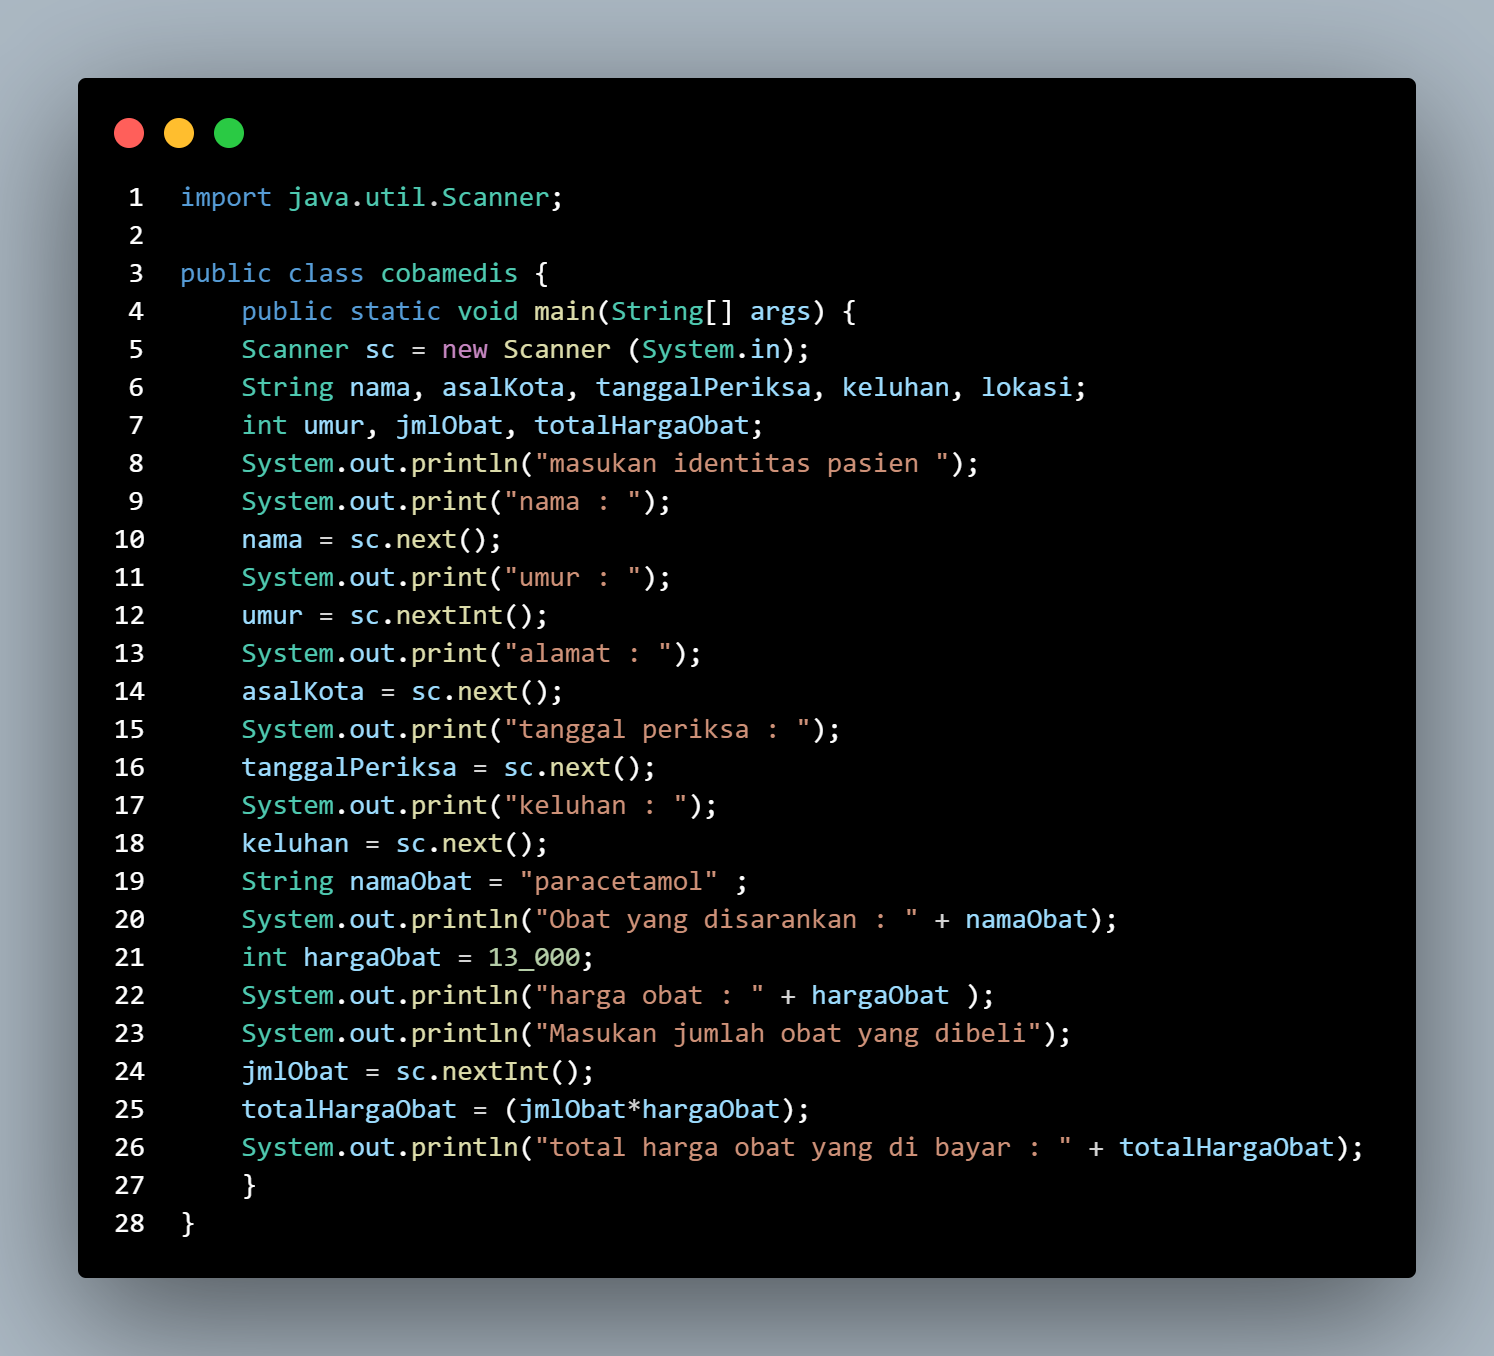 1 import java.util.Scanner;
2
3 public class cobamedis {
4     public static void main(String[] args) {
5     Scanner sc = new Scanner (System.in);
6     String nama, asalKota, tanggalPeriksa, keluhan, lokasi;
7     int umur, jmlObat, totalHargaObat;
8     System.out.println("masukan identitas pasien ");
9     System.out.print("nama : ");
10     nama = sc.next();
11     System.out.print("umur : ");
12     umur = sc.nextInt();
13     System.out.print("alamat : ");
14     asalKota = sc.next();
15     System.out.print("tanggal periksa : ");
16     tanggalPeriksa = sc.next();
17     System.out.print("keluhan : ");
18     keluhan = sc.next();
19     String namaObat = "paracetamol" ;
20     System.out.println("Obat yang disarankan : " + namaObat);
21     int hargaObat = 13_000;
22     System.out.println("harga obat : " + hargaObat );
23     System.out.println("Masukan jumlah obat yang dibeli");
24     jmlObat = sc.nextInt();
25     totalHargaObat = (jmlObat*hargaObat);
26     System.out.println("total harga obat yang di bayar : " + totalHargaObat);
27     }
28 }